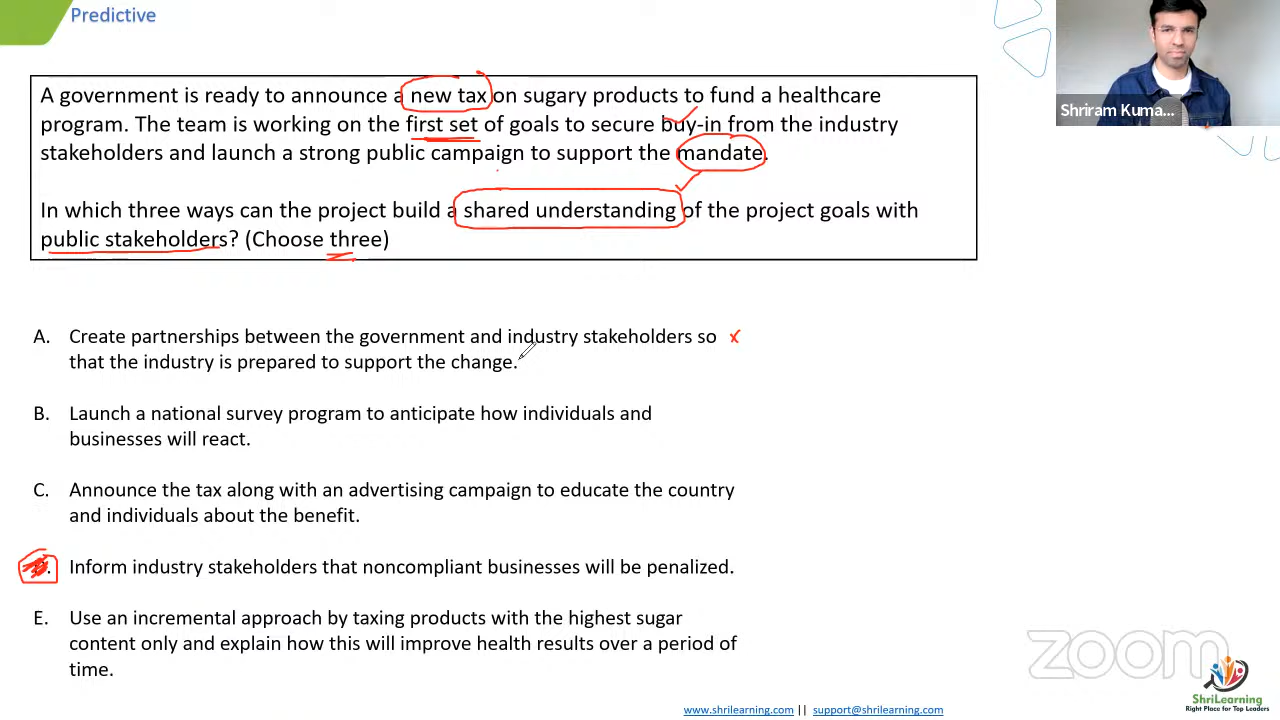 Predictive
Shriram Kuma...
A government is ready to announce a new tax on sugary products to fund a healthcare
program. The team is working on the first set of goals to secure buy-in from the industry
stakeholders and launch a strong public campaign to support the mandate.
In which three ways can the project build a shared understanding of the project goals with
public stakeholders? (Choose three)
A. Create partnerships between the government and industry stakeholders so
that the industry is prepared to support the change.
B. Launch a national survey program to anticipate how individuals and
businesses will react.
C. Announce the tax along with an advertising campaign to educate the country
and individuals about the benefit.
Inform industry stakeholders that noncompliant businesses will be penalized.
E. Use an incremental approach by taxing products with the highest sugar
content only and explain how this will improve health results over a period of
time.
zoom
ShriLearning
Right Place for Top Leaders
www.shrilearning.com || support@shrilearning.com